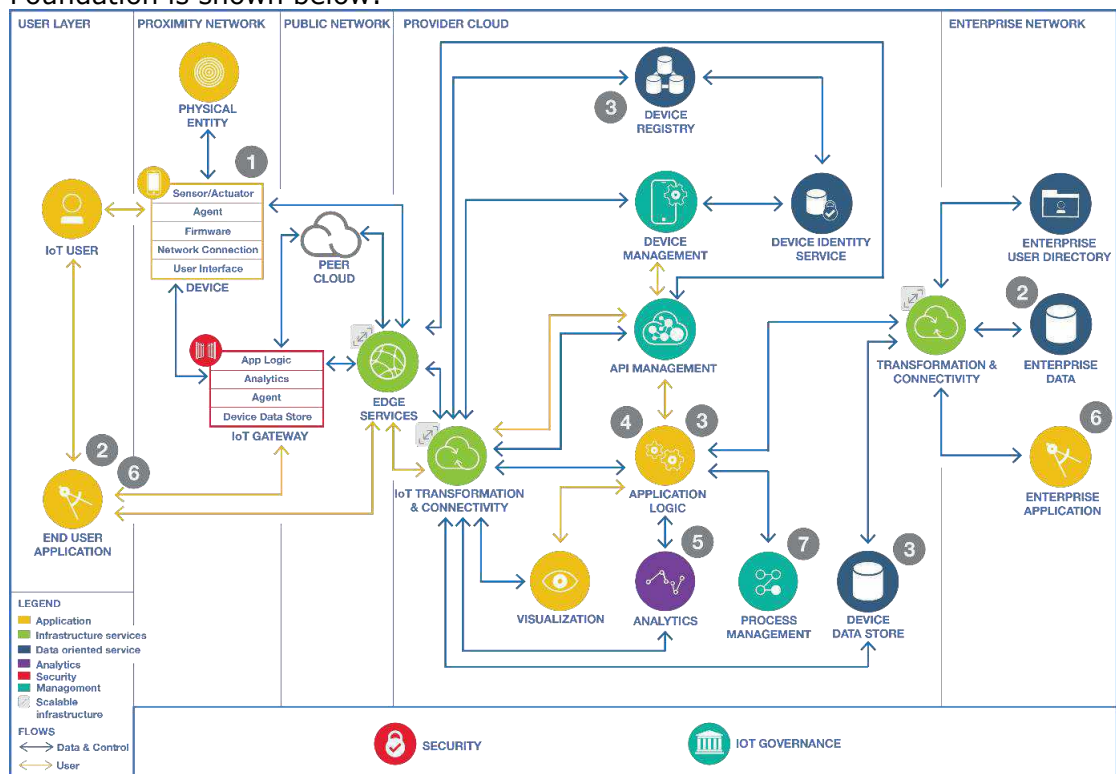 Foundation is shown below:
USER LAYER
PROXIMITY NETWORK
PUBLIC NETWORK
PROVIDER CLOUD
ENTERPRISE NETWORK
PHYSICAL
ENTITY
1
Sensor/Actuator
Agent
Firmware
Network Connection
User Interface
DEVICE
IoT USER
PEER
CLOUD
3
DEVICE
REGISTRY
DEVICE
MANAGEMENT
DEVICE IDENTITY
SERVICE
ENTERPRISE
USER DIRECTORY
App Logic
Analytics
Agent
Device Data Store
IoT GATEWAY
EDGE
SERVICES
API MANAGEMENT
TRANSFORMATION &
CONNECTIVITY
2
ENTERPRISE
DATA
2
6
END USER
APPLICATION
IoT TRANSFORMATION
& CONNECTIVITY
4
3
APPLICATION
LOGIC
6
ENTERPRISE
APPLICATION
VISUALIZATION
5
ANALYTICS
7
PROCESS
MANAGEMENT
3
DEVICE
DATA STORE
LEGEND
Application
Infrastructure services
Data oriented service
Analytics
Security
Management
Scalable
infrastructure
FLOWS
Data & Control
User
SECURITY
IOT GOVERNANCE